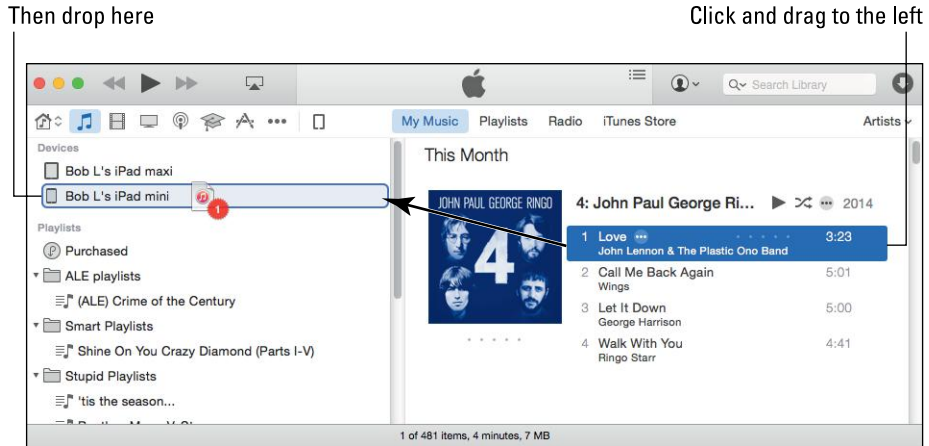 Then drop here
Click and drag to the left
Search Library
My Music Playlists Radio iTunes Store Artists
Devices
Bob L's iPad maxi
Bob L's iPad mini
1
Playlists
Purchased
ALE playlists
(ALE) Crime of the Century
Smart Playlists
Shine On You Crazy Diamond (Parts I-V)
Stupid Playlists
'tis the season...
This Month
JOHN PAUL GEORGE RINGO
4
4: John Paul George Ri... 2014
1 Love 3:23
John Lennon & The Plastic Ono Band
2 Call Me Back Again 5:01
Wings
3 Let It Down 5:00
George Harrison
4 Walk With You 4:41
Ringo Starr
1 of 481 items, 4 minutes, 7 MB